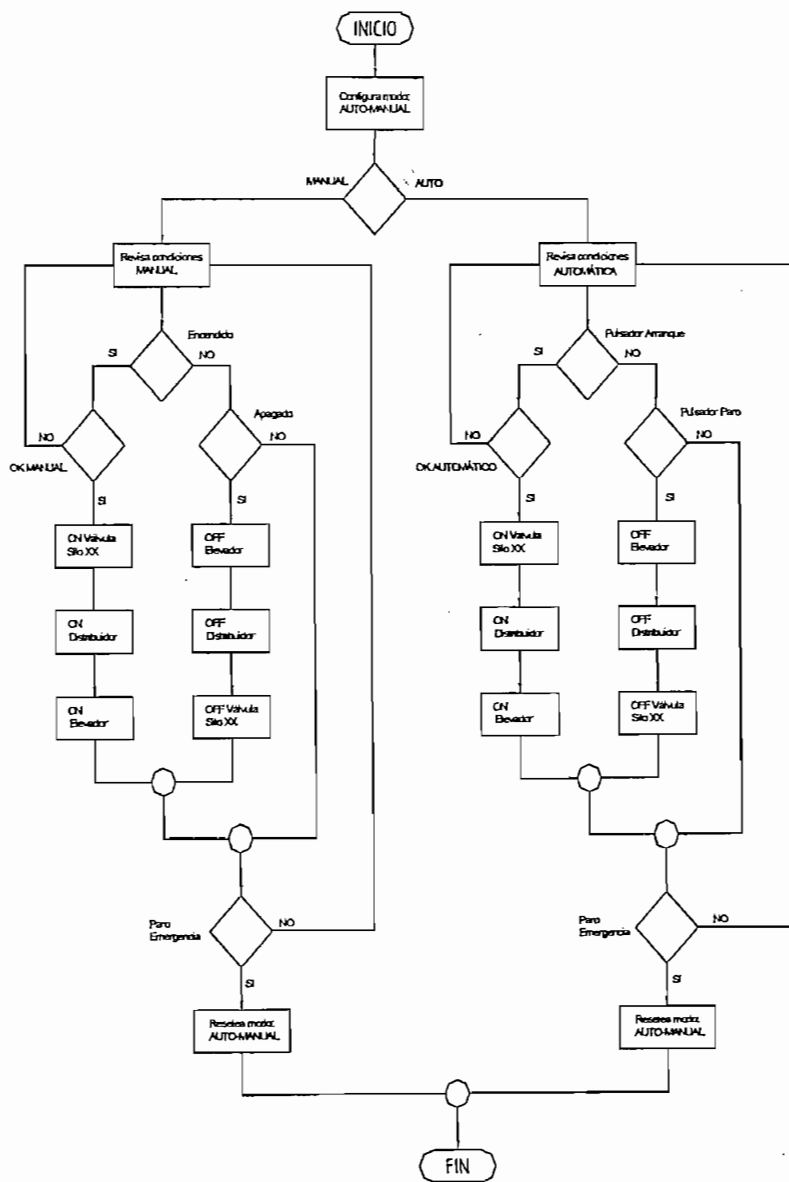 INICIO
Configura modo:
AUTO-MANUAL
MANUAL
AUTO
Revisa condiciones
MANUAL
Revisa condiciones
AUTOMÁTICA
Encendido
SI
NO
Pulsador Arranque
SI
NO
Apagado
NO
NO
OK MANUAL
SI
SI
Pulsador Paro
NO
NO
OK AUTOMÁTICO
SI
SI
ON Válvula
Silo XX
OFF
Elevador
ON Válvula
Silo XX
OFF
Elevador
ON
Distribuidor
OFF
Distribuidor
ON
Distribuidor
OFF
Distribuidor
ON
Elevador
OFF Válvula
Silo XX
ON
Elevador
OFF Válvula
Silo XX
Paro
Emergencia
NO
SI
Paro
Emergencia
NO
SI
Resetea modo:
AUTO-MANUAL
Resetea modo:
AUTO-MANUAL
FIN